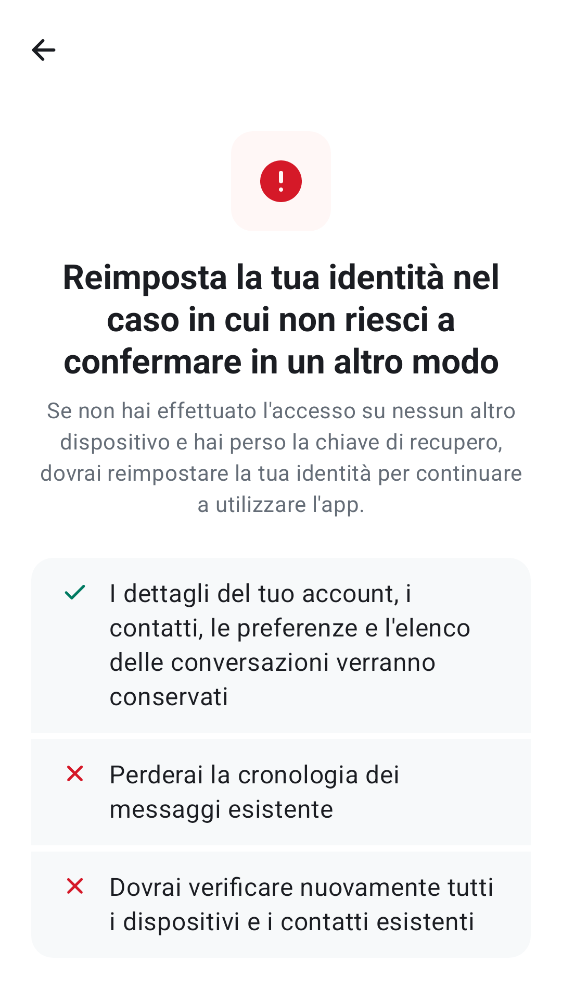 Reimposta la tua identità nel
caso in cui non riesci a
confermare in un altro modo
Se non hai effettuato l'accesso su nessun altro
dispositivo e hai perso la chiave di recupero,
dovrai reimpostare la tua identità per continuare
a utilizzare l'app.
I dettagli del tuo account, i
contatti, le preferenze e l'elenco
delle conversazioni verranno
conservati
Perderai la cronologia dei
messaggi esistente
Dovrai verificare nuovamente tutti
i dispositivi e i contatti esistenti